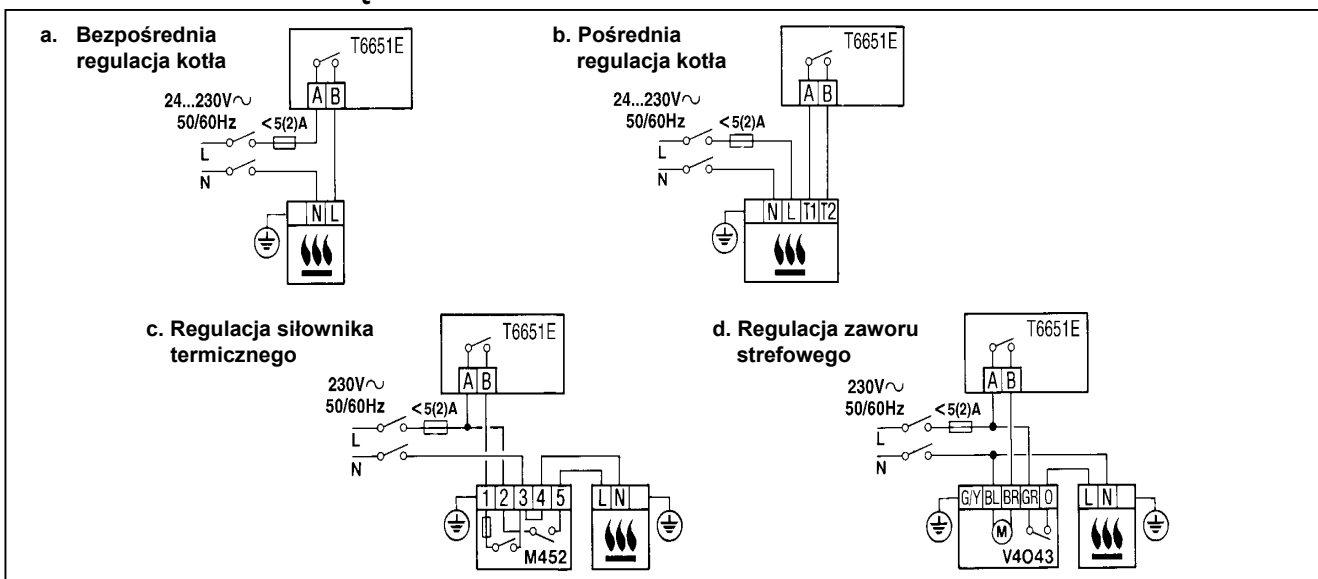 a. Bezpośrednia
regulacja kotła
T6651E
A B
24...230V~
50/60Hz
<5(2)A
L
N
N L
b. Pośrednia
regulacja kotła
T6651E
A B
24...230V~
50/60Hz
<5(2)A
L
N
N L T1 T2
c. Regulacja siłownika
termicznego
T6651E
A B
230V~
50/60Hz
<5(2)A
L
N
1 2 3 4 5
M452
L N
d. Regulacja zaworu
strefowego
T6651E
A B
230V~
50/60Hz
<5(2)A
L
N
G/Y BL BR GR O
M
V4043
L N